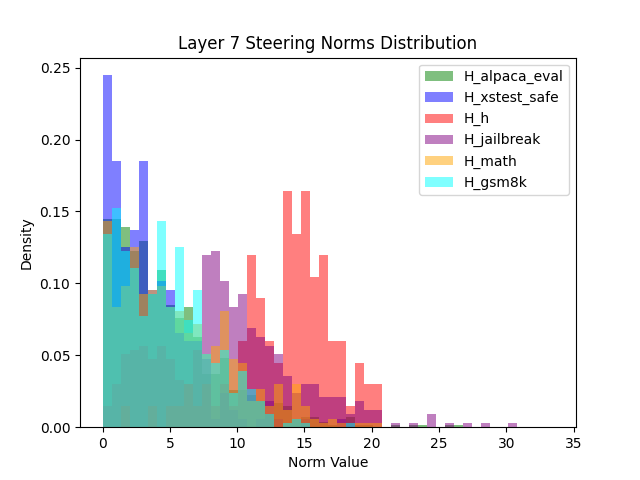 Layer 7 Steering Norms Distribution
H_alpaca_eval
H_xstest_safe
H_h
H_jailbreak
H_math
H_gsm8k
Density
0.25
0.20
0.15
0.10
0.05
0.00
0
5
10
15
20
25
30
35
Norm Value